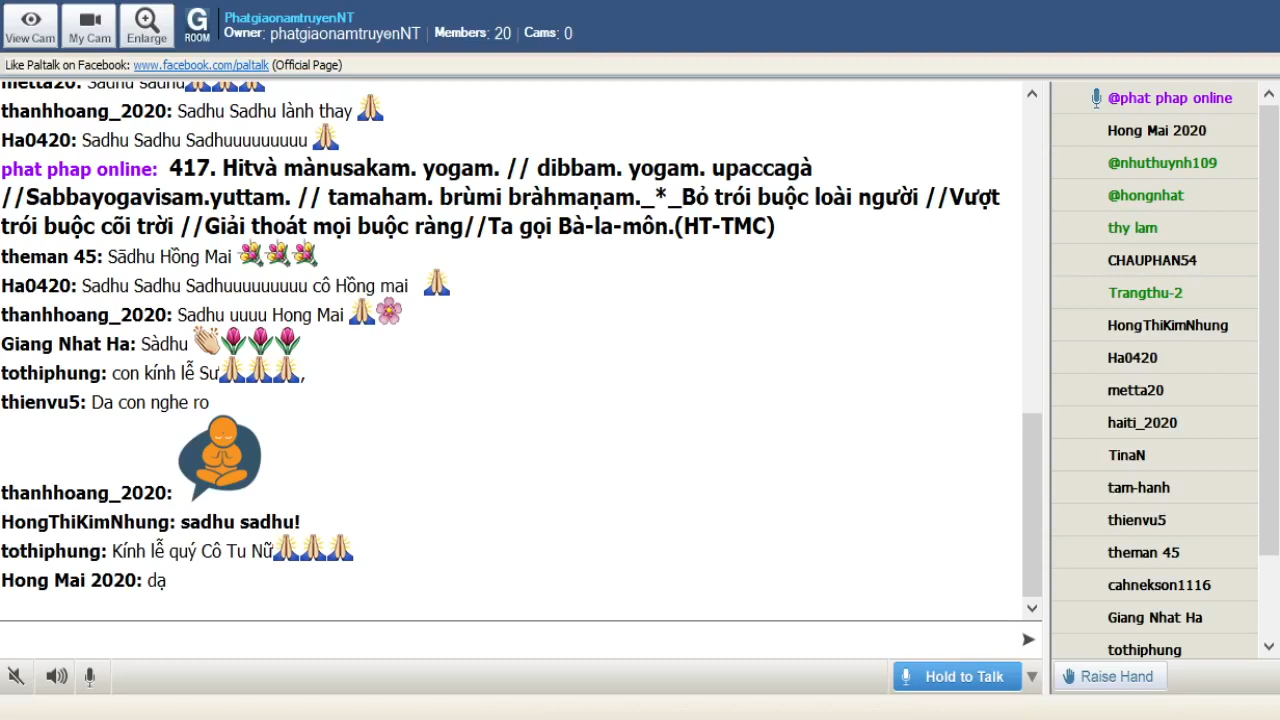 View Cam
My Cam
Enlarge
G
ROOM
PhatgiaonamtruyenNT
Owner: phatgiaonamtruyenNT | Members: 20 | Cams: 0
Like Paltalk on Facebook: www.facebook.com/paltalk (Official Page)
metta20: Sadhu sadhu🙏🙏🙏
thanhhoang_2020: Sadhu Sadhu lành thay 🙏
Ha0420: Sadhu Sadhu Sadhuuuuuuuuu 🙏
phat phap online: 417. Hitvà mànusakam. yogam. // dibbam. yogam. upaccagà
//Sabbayogavisam.yuttam. // tamaham. brùmi bràhmaṇam._*_Bỏ trói buộc loài người //Vượt
trói buộc cõi trời //Giải thoát mọi buộc ràng//Ta gọi Bà-la-môn.(HT-TMC)
theman 45: Sādhu Hồng Mai 💐💐💐
Ha0420: Sadhu Sadhu Sadhuuuuuuuuu cô Hồng mai 🙏
thanhhoang_2020: Sadhu uuuu Hong Mai 🙏🌸
Giang Nhat Ha: Sàdhu 👏🌷🌷🌷
tothiphung: con kính lễ Sư🙏🙏🙏,
thienvu5: Da con nghe ro
thanhhoang_2020:
HongThiKimNhung: sadhu sadhu!
tothiphung: Kính lễ quý Cô Tu Nữ🙏🙏🙏
Hong Mai 2020: dạ
@phat phap online
Hong Mai 2020
@nhuthuynh109
@hongnhat
thy lam
CHAUPHAN54
Trangthu-2
HongThiKimNhung
Ha0420
metta20
haiti_2020
TinaN
tam-hanh
thienvu5
theman 45
cahnekson1116
Giang Nhat Ha
tothiphung
Hold to Talk
Raise Hand